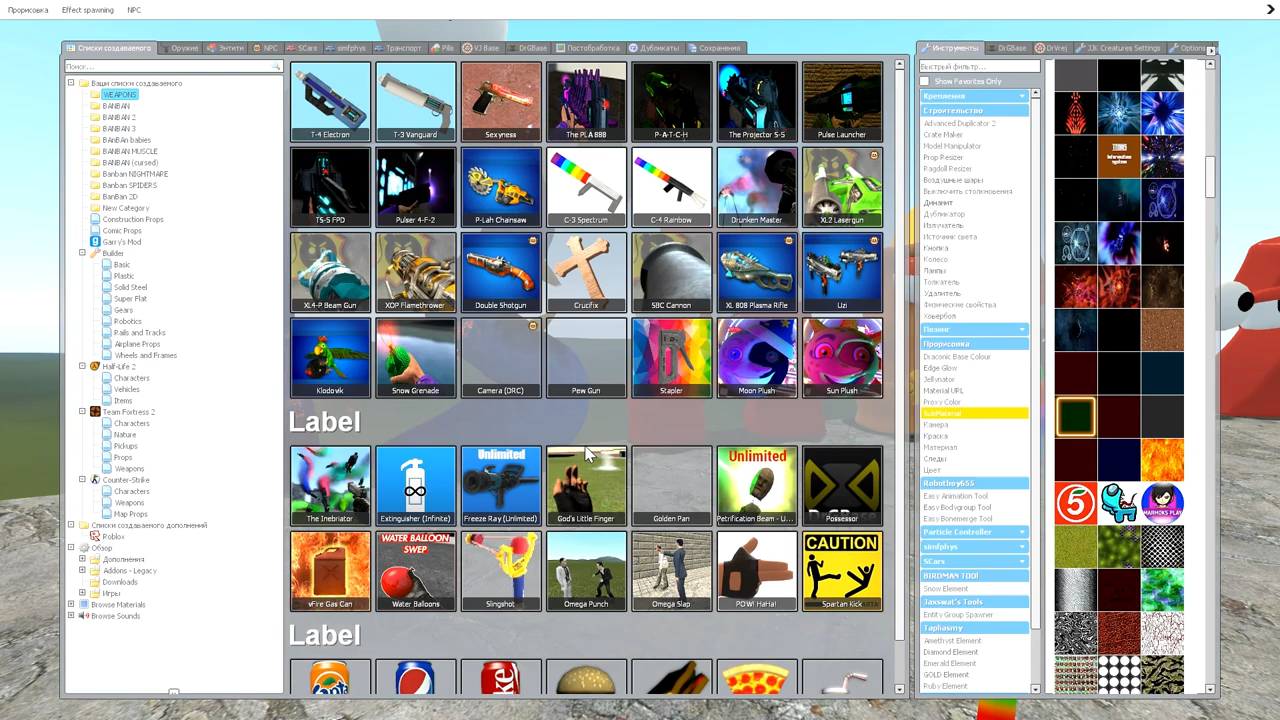 Прорисовка Effect spawning NPC
Списки создаваемого Оружие Энтити NPC SCars simfphys Транспорт Pills VJ Base DrGBase Постобработка Дубликаты Сохранения
Инструменты DrGBase DrVrej JJK Creatures Settings Options
Поиск...
Ваши списки создаваемого
WEAPONS
BANBAN
BANBAN 2
BANBAN 3
BanBan babies
BANBAN MUSCLE
BANBAN (cursed)
Banban NIGHTMARE
Banban SPIDERS
BanBan 2D
New Category
Construction Props
Comic Props
Garry's Mod
Builder
Basic
Plastic
Solid Steel
Super Flat
Gears
Robotics
Rails and Tracks
Airplane Props
Wheels and Frames
Half-Life 2
Characters
Vehicles
Items
Team Fortress 2
Characters
Nature
Pickups
Props
Weapons
Counter-Strike
Characters
Weapons
Map Props
Списки создаваемого дополнений
Roblox
Обзор
Дополнения
Addons - Legacy
Downloads
Игры
Browse Materials
Browse Sounds
T-4 Electron T-3 Vanguard Sexyness The PLA 888 P-A-T-C-H The Projector S-5 Pulse Launcher
TS-5 FPD Pulser 4-F-2 P-Lah Chainsaw C-3 Spectrum C-4 Rainbow Drunken Master XL2 Lasergun
XL4-P Beam Gun XOP Flamethrower Double Shotgun Crucifix SBC Cannon XL 808 Plasma Rifle Uzi
Klodovik Snow Grenade Camera (DRC) Pew Gun Stapler Moon Plush Sun Plush
Label
Unlimited Unlimited
The Inebriator Extinguisher (Infinite) Freeze Ray (Unlimited) God's Little Finger Golden Pan Petrification Beam - U... Possessor
WATER BALLOON, SWEP CAUTION
vFire Gas Can Water Balloons Slingshot Omega Punch Omega Slap POW! HaHa! Spartan Kick
Label
Fanta
Быстрый фильтр...
Show Favorites Only
Крепления
Строительство
Advanced Duplicator 2
Crate Maker
Model Manipulator
Prop Resizer
Ragdoll Resizer
Воздушные шары
Выключить столкновения
Динамит
Дубликатор
Излучатель
Источник света
Кнопка
Колесо
Лампы
Толкатель
Удалитель
Физические свойства
Ховербол
Позинг
Прорисовка
Draconic Base Colour
Edge Glow
Jellynator
Material URL
Proxy Color
SubMaterial
Камера
Краска
Материал
Следы
Цвет
Robotboy655
Easy Animation Tool
Easy Bodygroup Tool
Easy Bonemerge Tool
Particle Controller
simfphys
SCars
BIRDMAN TOOl
Snow Element
Jaxswat's Tools
Entity Group Spawner
Taphasmy
Amethyst Element
Diamond Element
Emerald Element
GOLD Element
Ruby Element
5
MARMOKS PLAY